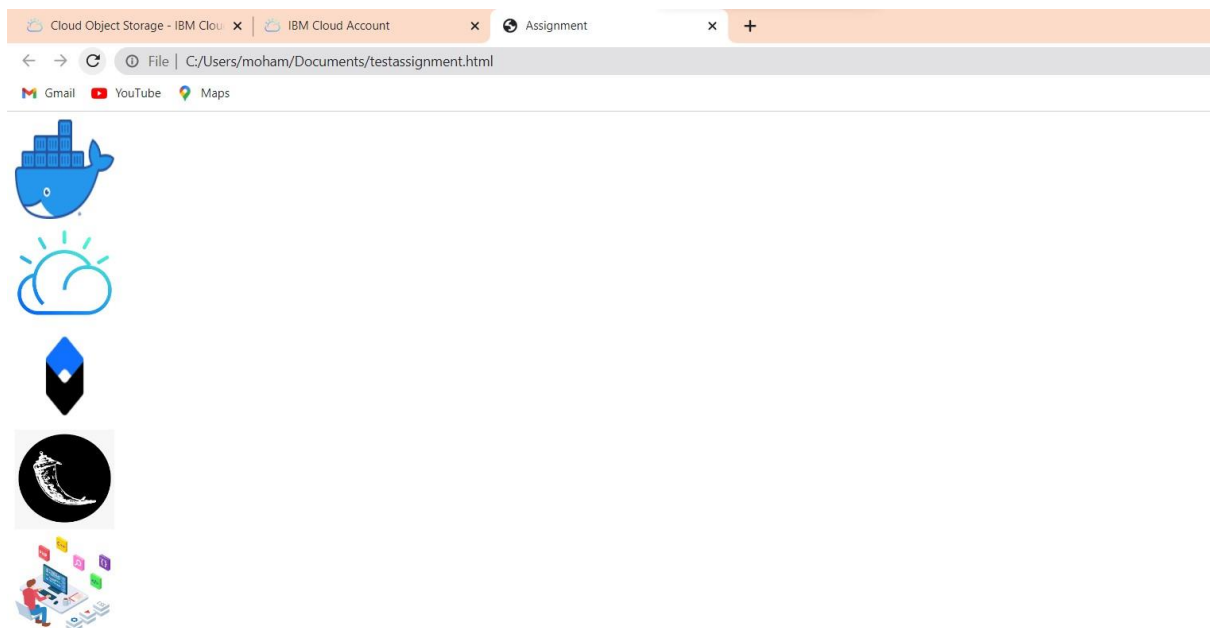 Cloud Object Storage - IBM Clou
IBM Cloud Account
Assignment
File | C:/Users/moham/Documents/testassignment.html
Gmail
YouTube
Maps